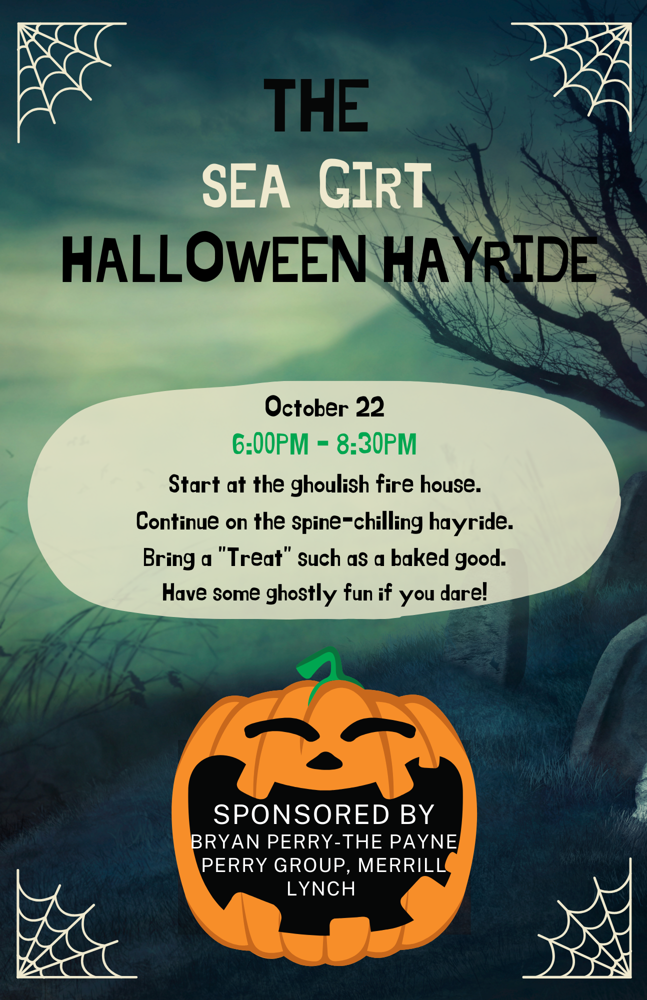 THE
SEA GIRT
HALLOWEEN HAYRIDE
October 22
6:00PM - 8:30PM
Start at the ghoulish fire house.
Continue on the spine-chilling hayride.
Bring a "Treat" such as a baked good.
Have some ghostly fun if you dare!
SPONSORED BY
BRYAN PERRY-THE PAYNE
PERRY GROUP, MERRILL
LYNCH